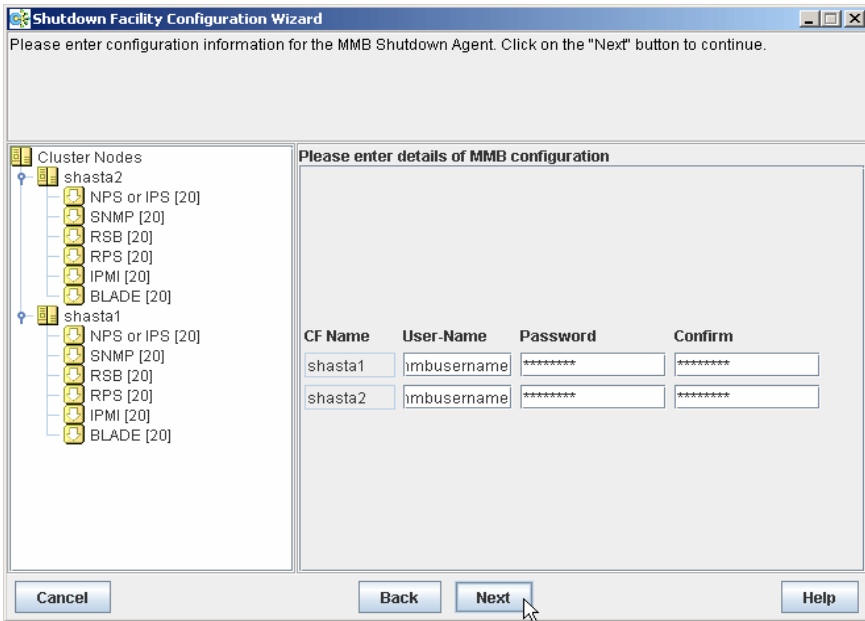 Shutdown Facility Configuration Wizard
Please enter configuration information for the MMB Shutdown Agent. Click on the "Next" button to continue.
Cluster Nodes
shasta2
NPS or IPS [20]
SNMP [20]
RSB [20]
RPS [20]
IPMI [20]
BLADE [20]
shasta1
NPS or IPS [20]
SNMP [20]
RSB [20]
RPS [20]
IPMI [20]
BLADE [20]
Please enter details of MMB configuration
CF Name User-Name Password Confirm
shasta1 mbusername ******** ********
shasta2 mbusername ******** ********
Cancel Back Next Help